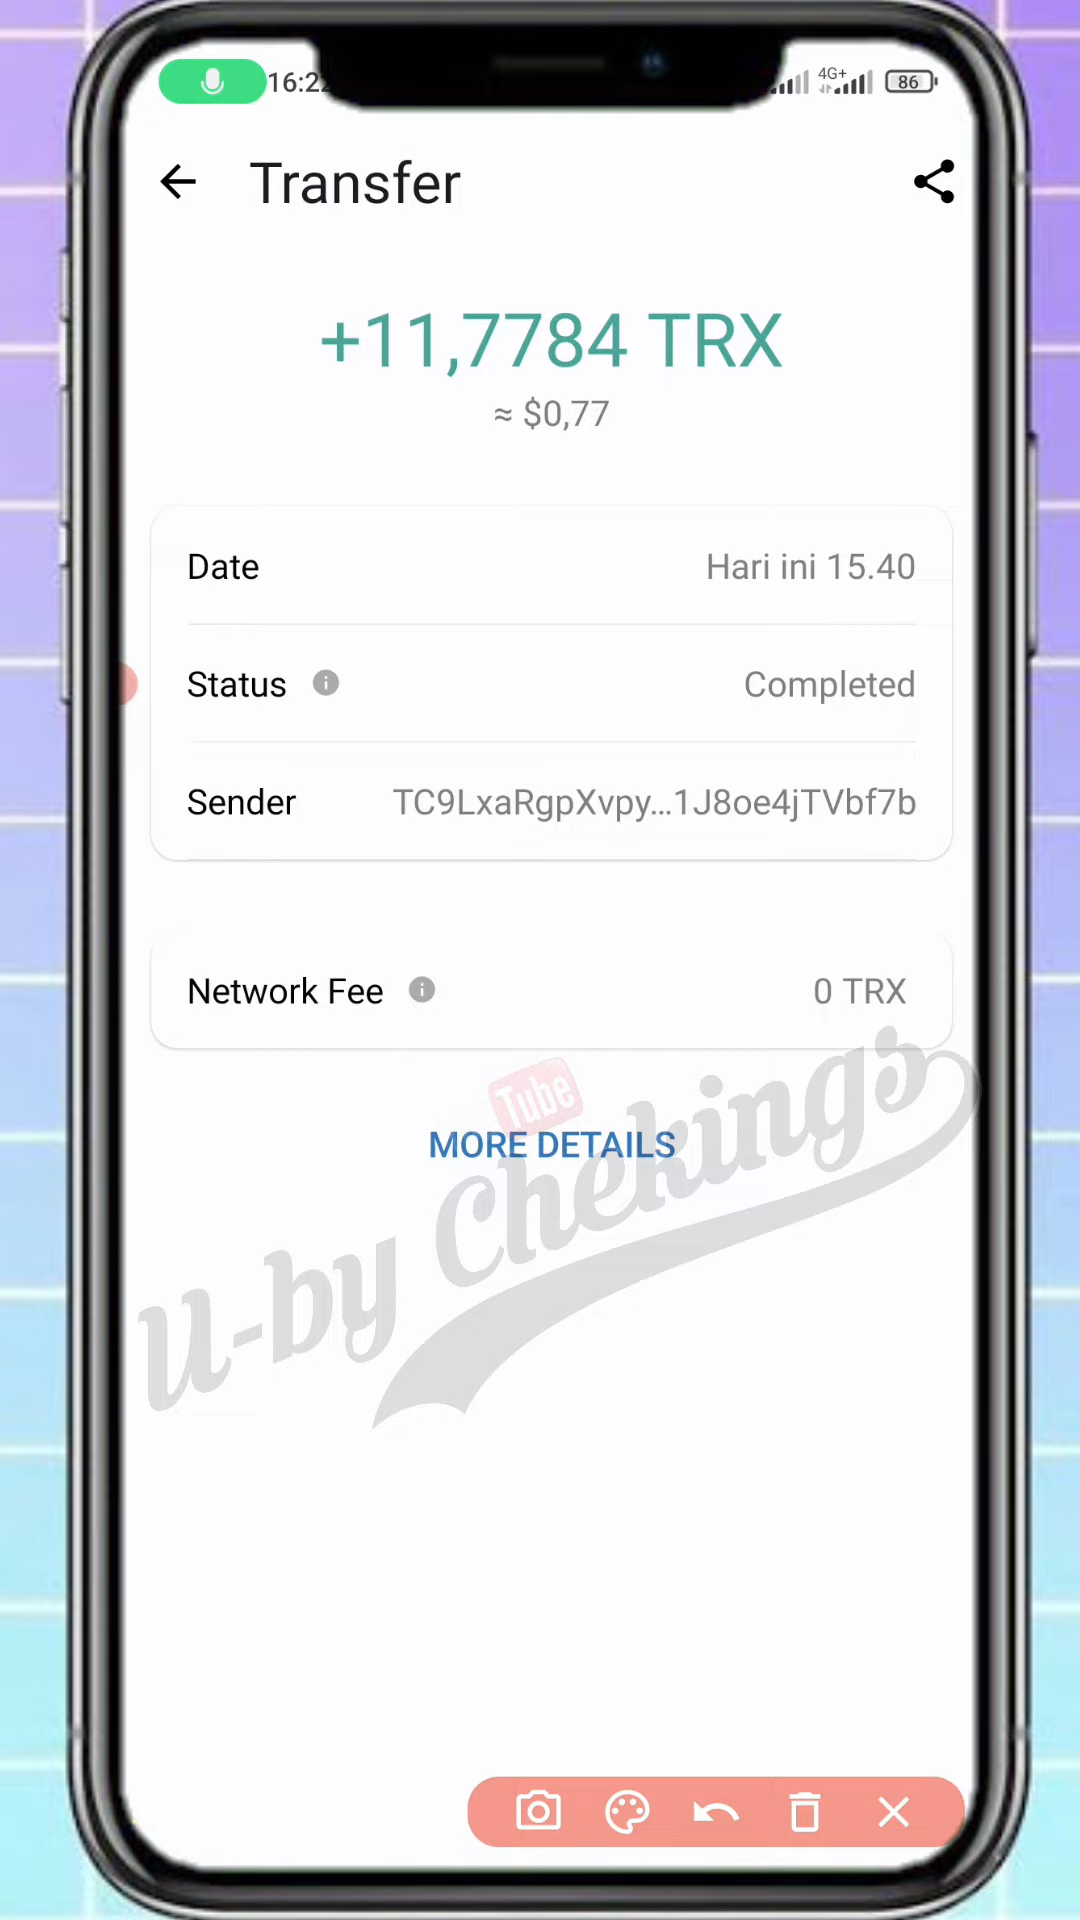 16:22
4G+
86
Transfer
+11,7784 TRX
≈ $0,77
Date
Hari ini 15.40
Status
Completed
Sender
TC9LxaRgpXvpy...1J8oe4jTVbf7b
Network Fee
0 TRX
Tube
MORE DETAILS
U-by Chekings